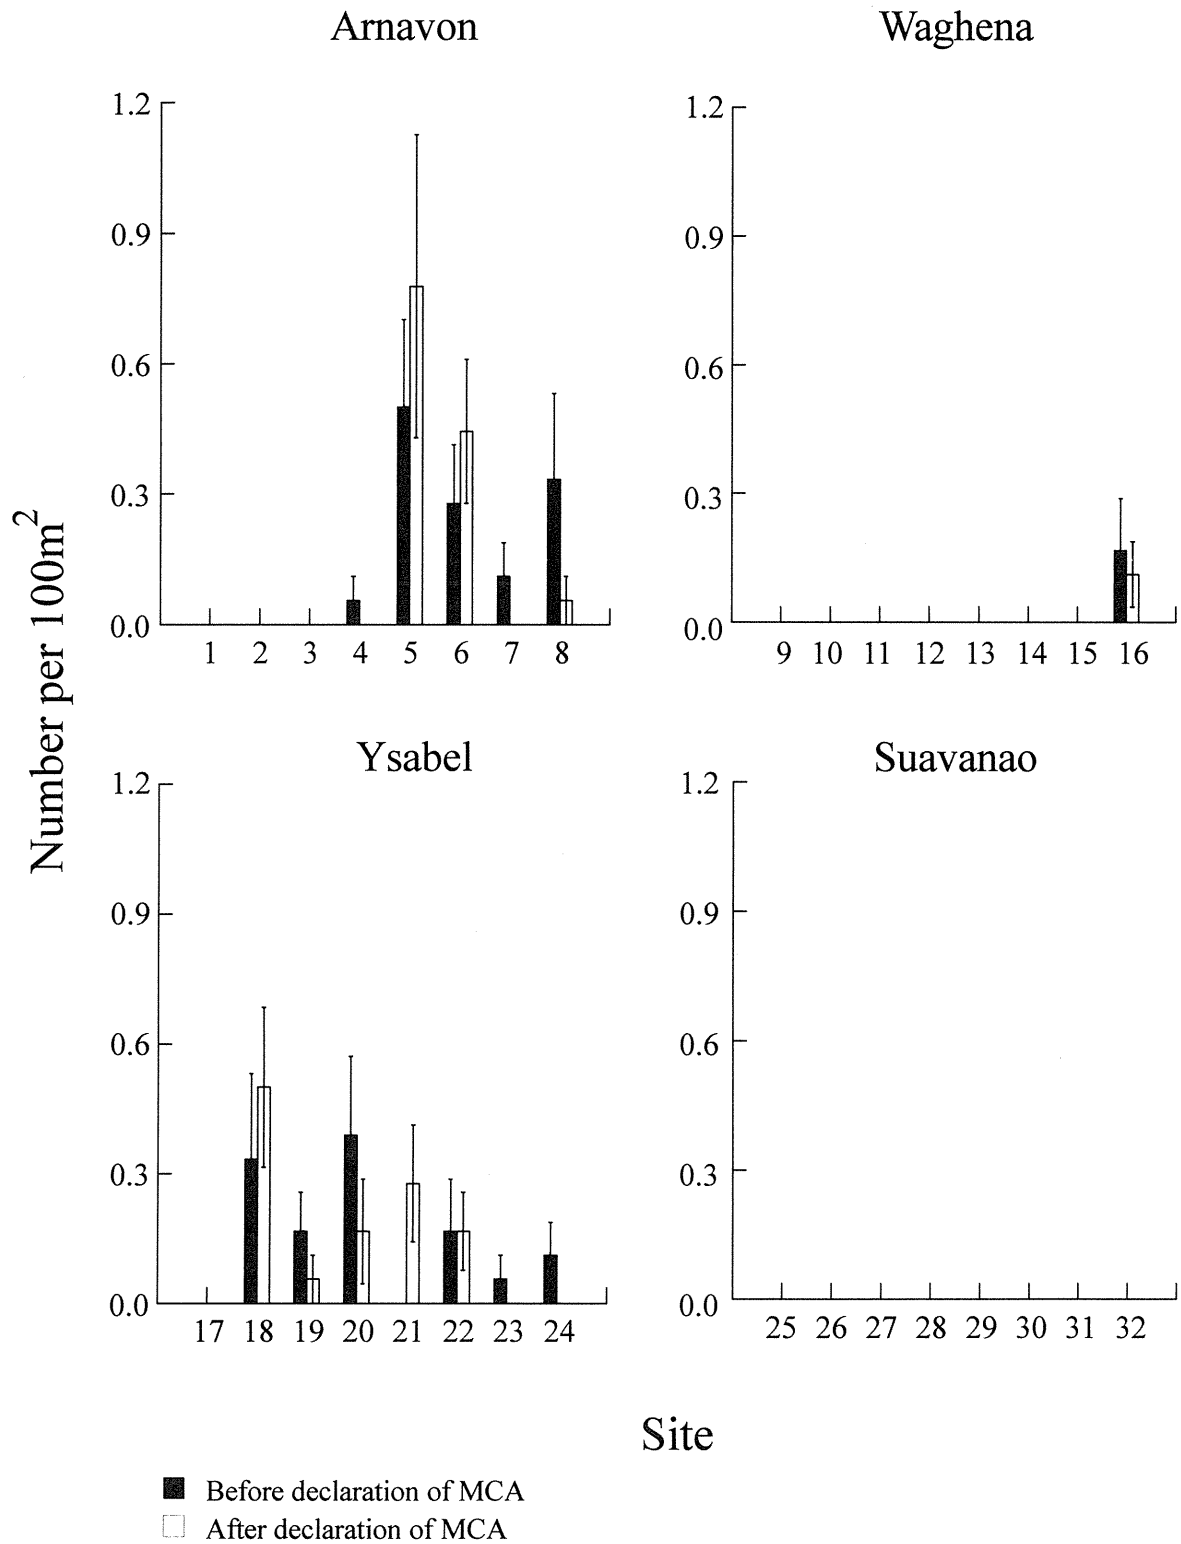 Arnavon
Waghena
1.2
0.9
0.6
0.3
0.0
1 2 3 4 5 6 7 8
1.2
0.9
0.6
0.3
0.0
9 10 11 12 13 14 15 16
Number per 100m²
Ysabel
Suavanao
1.2
0.9
0.6
0.3
0.0
17 18 19 20 21 22 23 24
1.2
0.9
0.6
0.3
0.0
25 26 27 28 29 30 31 32
Site
Before declaration of MCA
After declaration of MCA